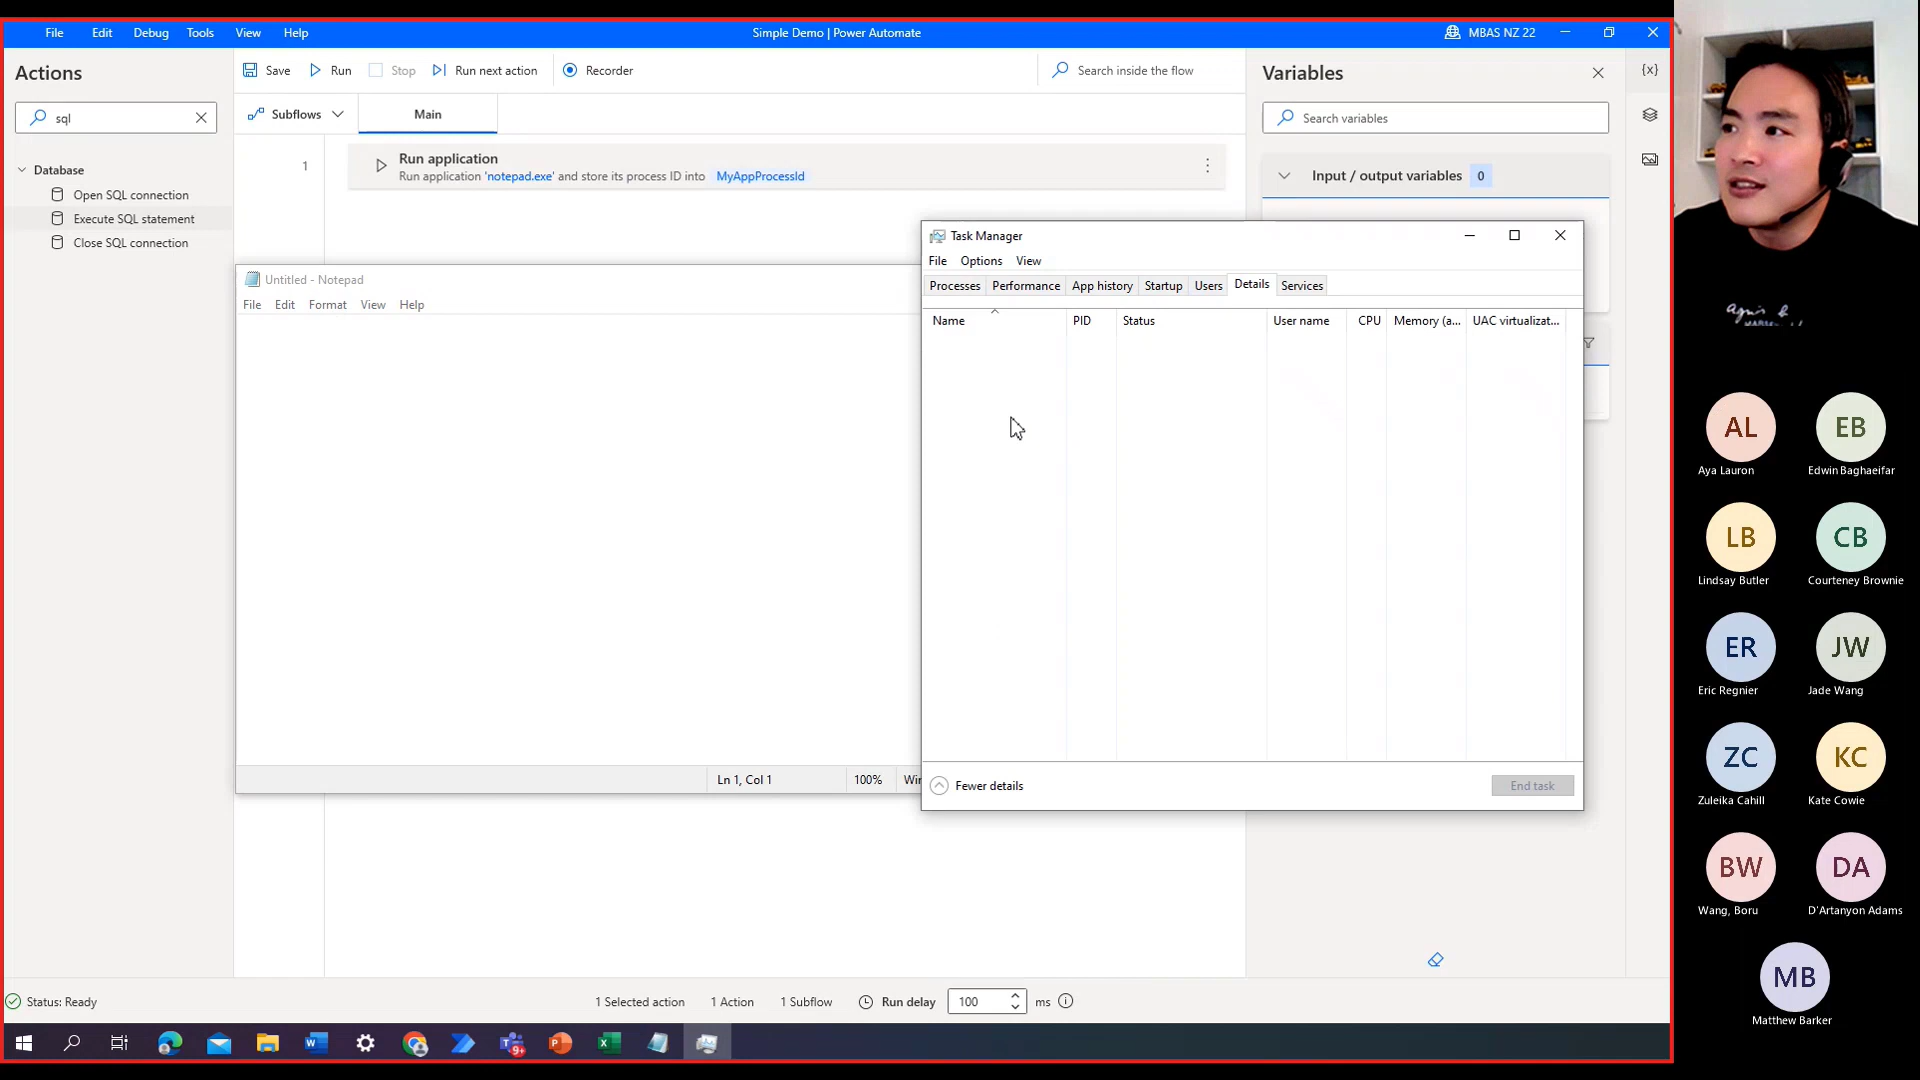 File Edit Debug Tools View Help
Simple Demo | Power Automate
MBAS NZ 22
Actions
sql
Database
Open SQL connection
Execute SQL statement
Close SQL connection
Save Run Stop Run next action Recorder
Search inside the flow
Subflows Main
1
Run application
Run application 'notepad.exe' and store its process ID into MyAppProcessId
Variables
{x}
Search variables
Input / output variables 0
Untitled - Notepad
File Edit Format View Help
Ln 1, Col 1 100% Win
Task Manager
File Options View
Processes Performance App history Startup Users Details Services
Name PID Status User name CPU Memory (a... UAC virtualizat...
Fewer details
End task
Status: Ready
1 Selected action 1 Action 1 Subflow Run delay 100 ms
9+
agnès b.
AL
Aya Lauron
EB
Edwin Baghaeifar
LB
Lindsay Butler
CB
Courteney Brownie
ER
Eric Regnier
JW
Jade Wang
ZC
Zuleika Cahill
KC
Kate Cowie
BW
Wang, Boru
DA
D'Artanyon Adams
MB
Matthew Barker